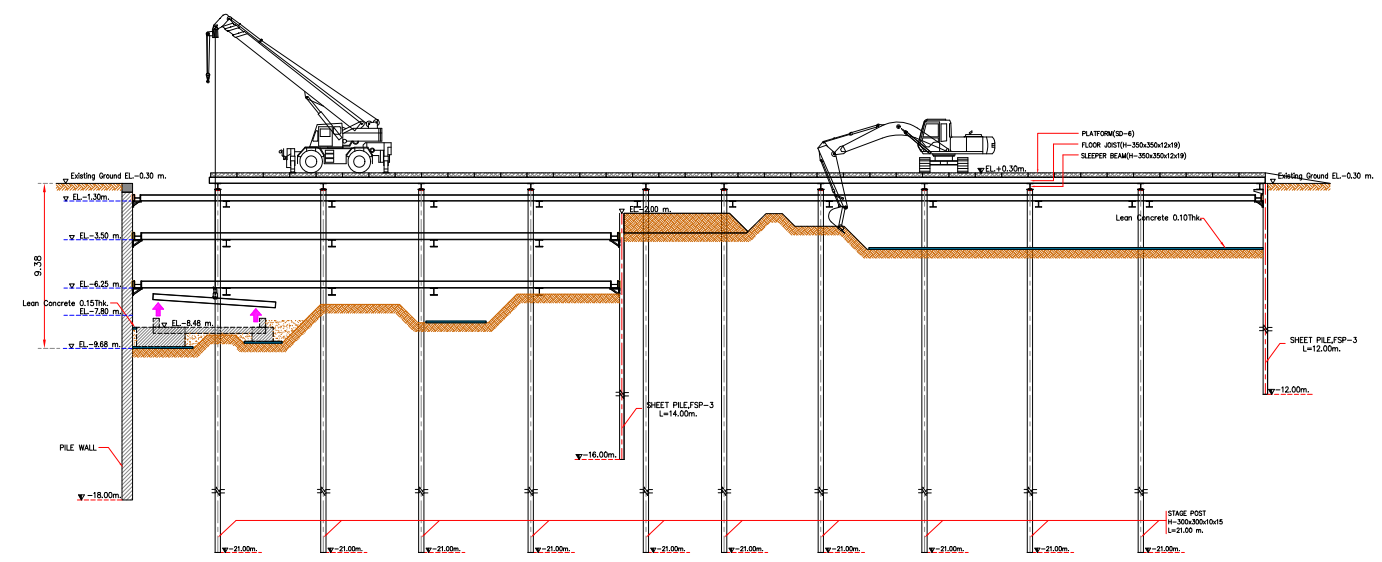 PLATFORM(SD-6)
FLOOR JOIST(H-350x350x12x19)
SLEEPER BEAM(H-350x350x12x19)
EL.+0.30m.
Existing Ground EL.-0.30 m.
Existing Ground EL.-0.30 m.
EL-1.30m.
EL-2.00 m.
Lean Concrete 0.10Thk.
EL-3.50 m.
9.38
EL-6.25 m.
Lean Concrete 0.15Thk.
EL-7.80 m.
EL-8.48 m.
EL-9.68 m.
SHEET PILE,FSP-3
L=12.00m.
-12.00m.
SHEET PILE,FSP-3
L=14.00m.
PILE WALL
-16.00m.
-18.00m.
STAGE POST
H-300x300x10x15
L=21.00 m.
-21.00m.
-21.00m.
-21.00m.
-21.00m.
-21.00m.
-21.00m.
-21.00m.
-21.00m.
-21.00m.
-21.00m.